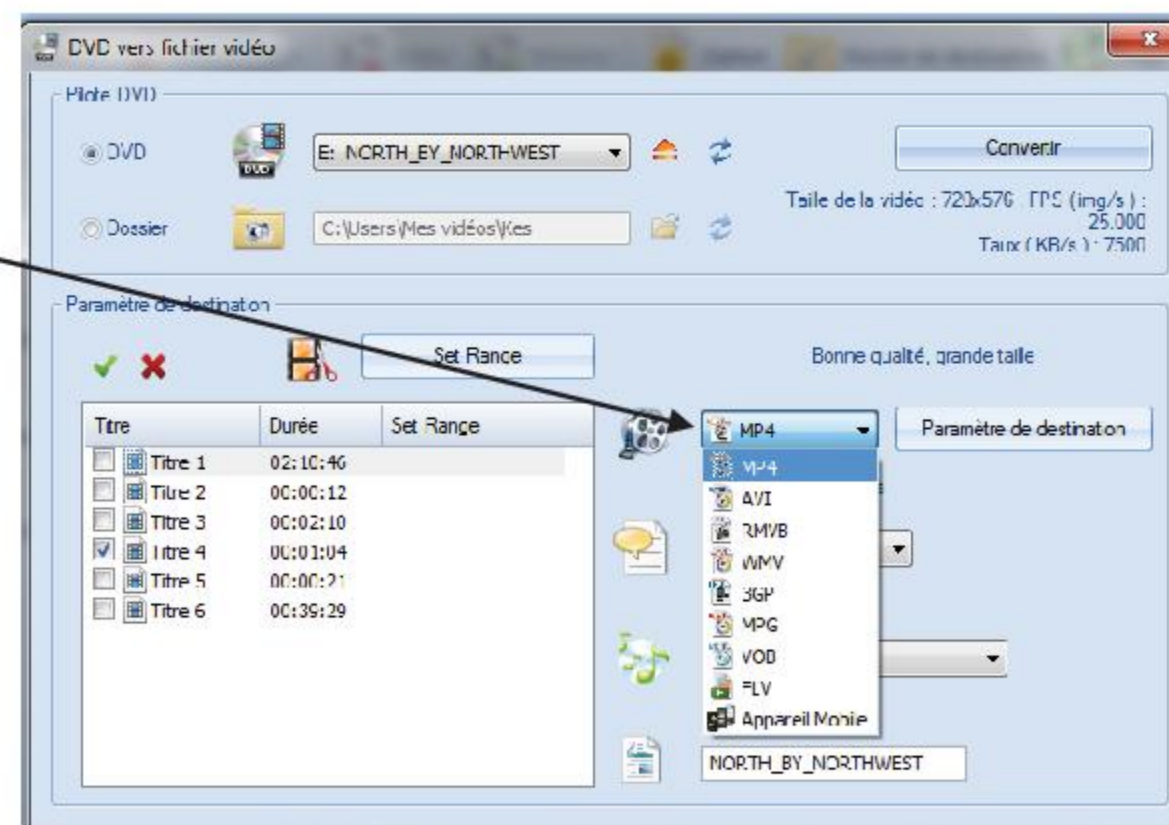 DVD vers fichier vidéo
Pilote DVD
DVD
E: NORTH_BY_NORTHWEST
Convertir
Taille de la vidéo : 720x576 FPS (img/s) :
25.000
Taux (KB/s) : 7500
Dossier
C:\Users\Mes vidéos\Kes
Paramètre de destination
Set Range
Bonne qualité, grande taille
Titre Durée Set Range
MP4
Paramètre de destination
Titre 1 02:10:46
Titre 2 00:00:12
Titre 3 00:02:10
Titre 4 00:01:04
Titre 5 00:00:21
Titre 6 00:39:29
MP4
AVI
RMVB
WMV
3GP
MPG
VOB
FLV
Appareil Mobile
NORTH_BY_NORTHWEST